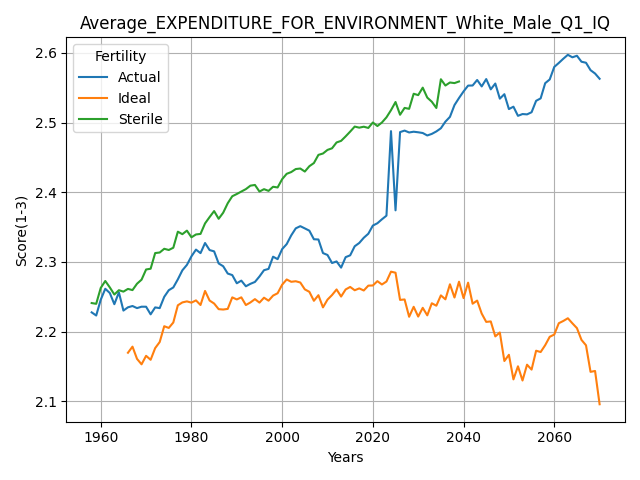 Average_EXPENDITURE_FOR_ENVIRONMENT_White_Male_Q1_IQ
Fertility
Actual
Ideal
Sterile
2.6
2.5
2.4
2.3
2.2
2.1
Score(1-3)
1960
1980
2000
2020
2040
2060
Years